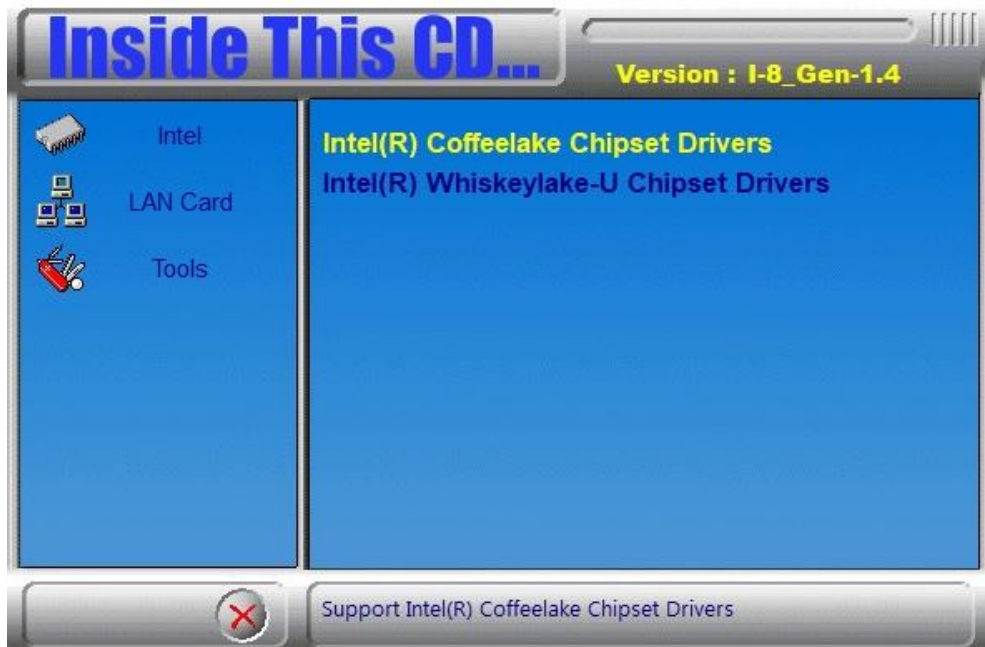 Inside This CD...
Version : I-8_Gen-1.4
Intel
LAN Card
Tools
Intel(R) Coffeelake Chipset Drivers
Intel(R) Whiskeylake-U Chipset Drivers
Support Intel(R) Coffeelake Chipset Drivers